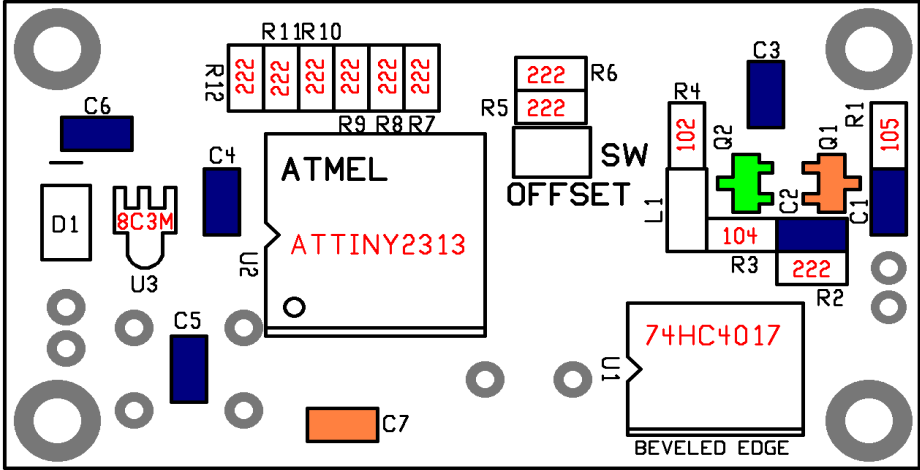 R11 R10
R12
222
222
222
222
222
222
R9 R8 R7
222
R6
R5
222
SW
OFFSET
C3
R4
102
Q2
Q1
R1
105
C6
C4
ATMEL
ATTINY2313
U2
D1
8C3M
U3
L1
104
R3
C2
C1
222
R2
C5
C7
74HC4017
U1
BEVELED EDGE